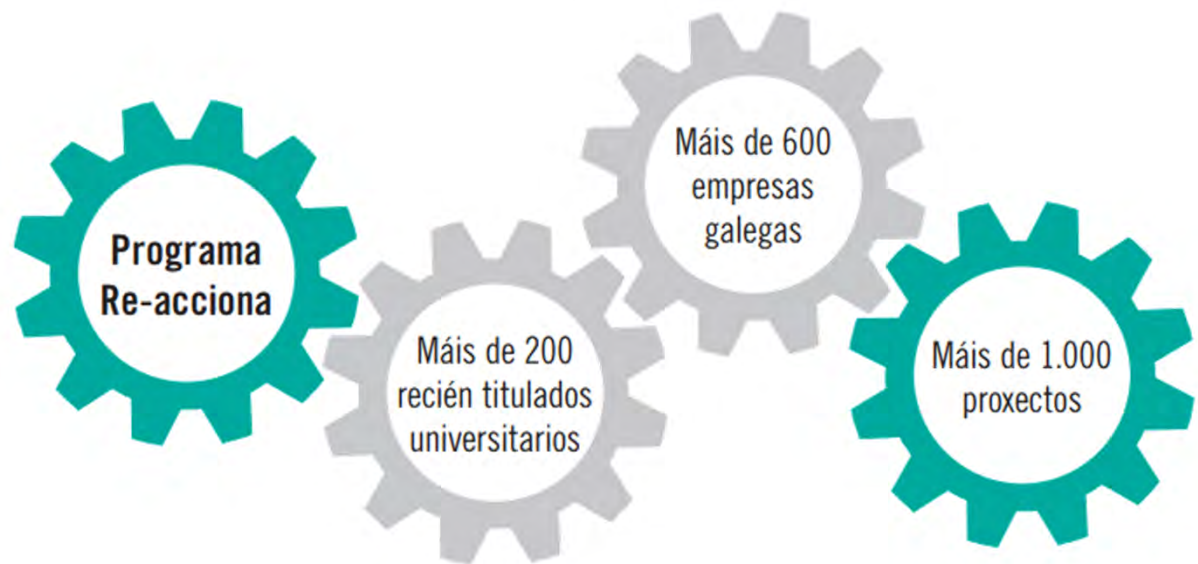 Programa
Re-acciona
Máis de 200
recién titulados
universitarios
Máis de 600
empresas
galegas
Máis de 1.000
proxectos